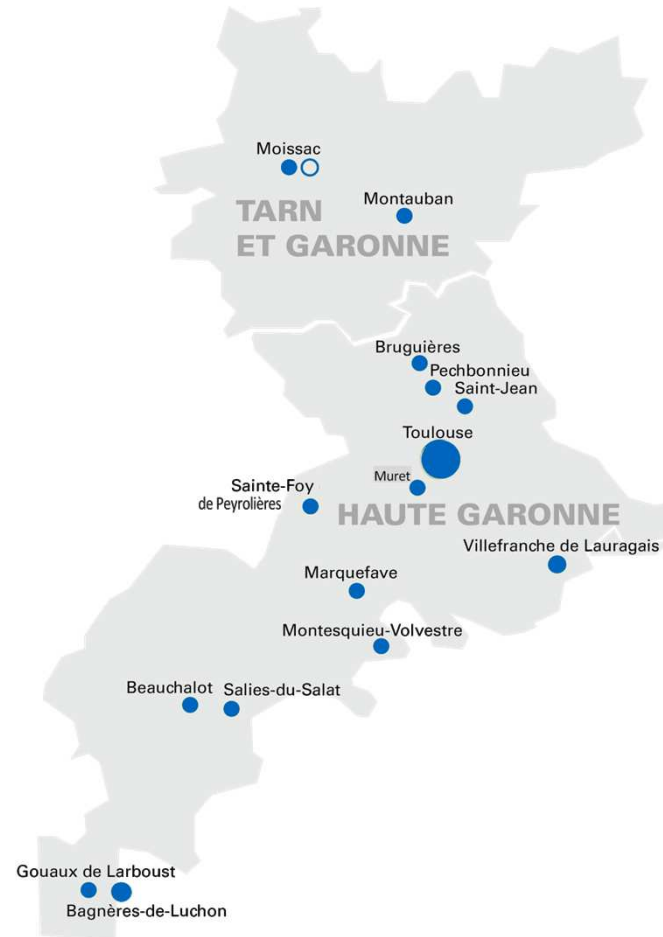 Moissac
Montauban
TARN
ET GARONNE
Bruguières
Pechbonnieu
Saint-Jean
Toulouse
Muret
Sainte-Foy
de Peyrolières
HAUTE GARONNE
Villefranche de Lauragais
Marquefave
Montesquieu-Volvestre
Beauchalot
Salies-du-Salat
Gouaux de Larboust
Bagnères-de-Luchon